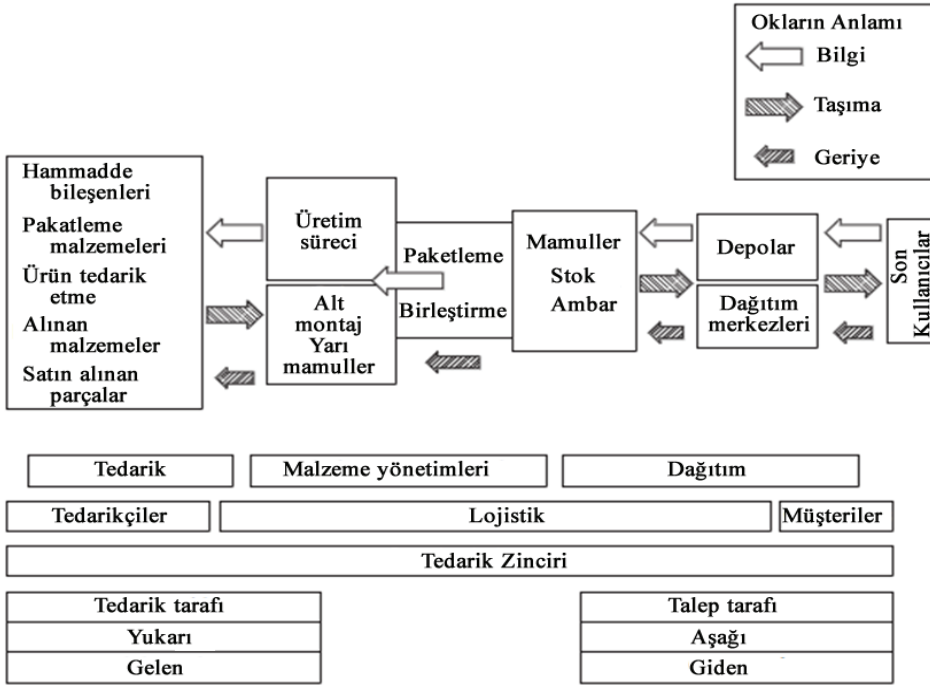 Okların Anlamı
Bilgi
Taşıma
Geriye
Hammadde
bileşenleri
Pakatleme
malzemeleri
Ürün tedarik
etme
Alınan
malzemeler
Satın alınan
parçalar
Üretim
süreci
Alt
montaj
Yarı
mamuller
Paketleme
Birleştirme
Mamuller
Stok
Ambar
Depolar
Dağıtım
merkezleri
Son
Kullanıcılar
Tedarik
Malzeme yönetimleri
Dağıtım
Tedarikçiler
Lojistik
Müşteriler
Tedarik Zinciri
Tedarik tarafı
Yukarı
Gelen
Talep tarafı
Aşağı
Giden